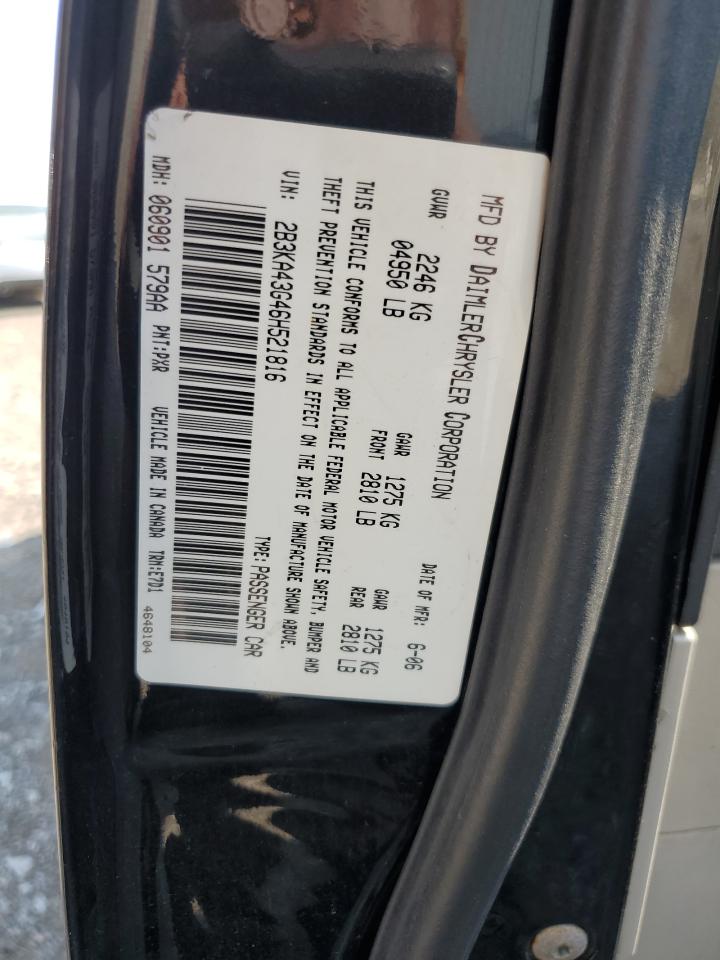 MFD BY DAIMLERCHRYSLER CORPORATION
DATE OF MFR: 6-06
GVWR 2246 KG
04950 LB
GAWR 1275 KG
FRONT 2810 LB
GAWR 1275 KG
REAR 2810 LB
THIS VEHICLE CONFORMS TO ALL APPLICABLE FEDERAL MOTOR VEHICLE SAFETY, BUMPER AND
THEFT PREVENTION STANDARDS IN EFFECT ON THE DATE OF MANUFACTURE SHOWN ABOVE.
VIN: 2B3KA43G46H521816
TYPE: PASSENGER CAR
MDH: 060901 579AA PNT:PXR VEHICLE MADE IN CANADA TRM:E7D1
4648104